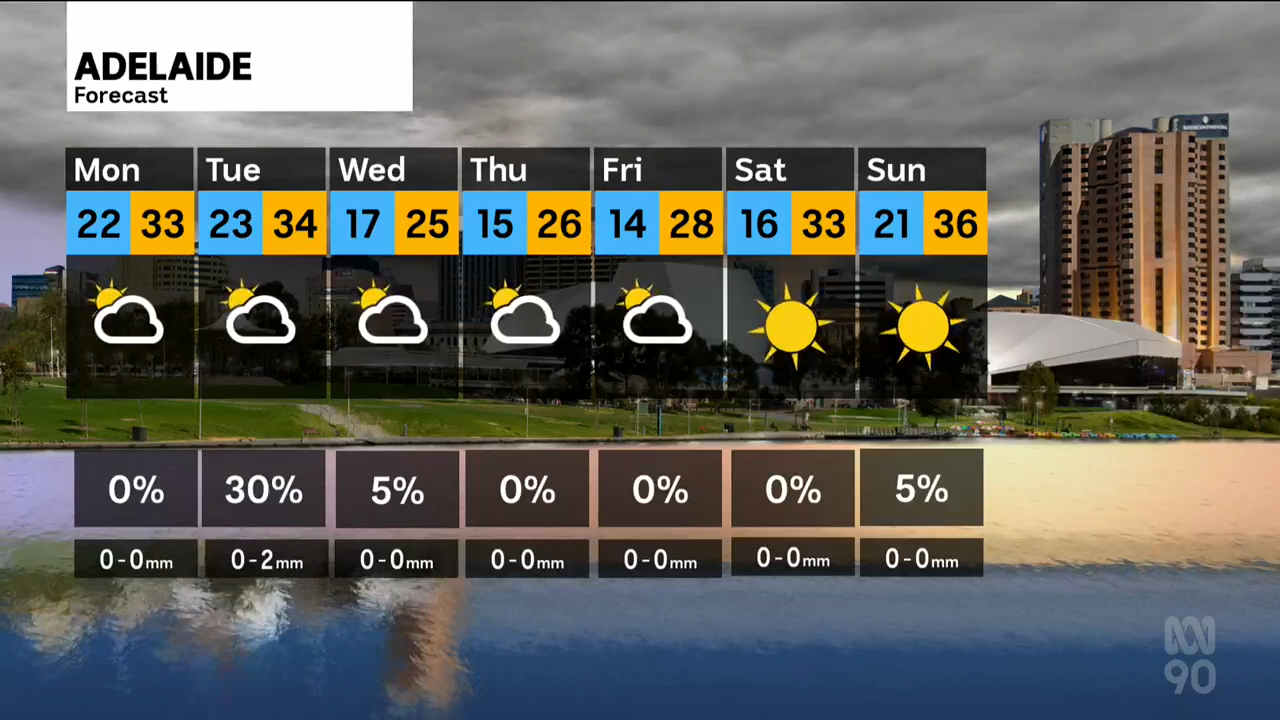 ADELAIDE
Forecast
Mon Tue Wed Thu Fri Sat Sun
22 33 23 34 17 25 15 26 14 28 16 33 21 36
0% 30% 5% 0% 0% 0% 5%
0-0mm 0-2mm 0-0mm 0-0mm 0-0mm 0-0mm 0-0mm
INTERCONTINENTAL
90